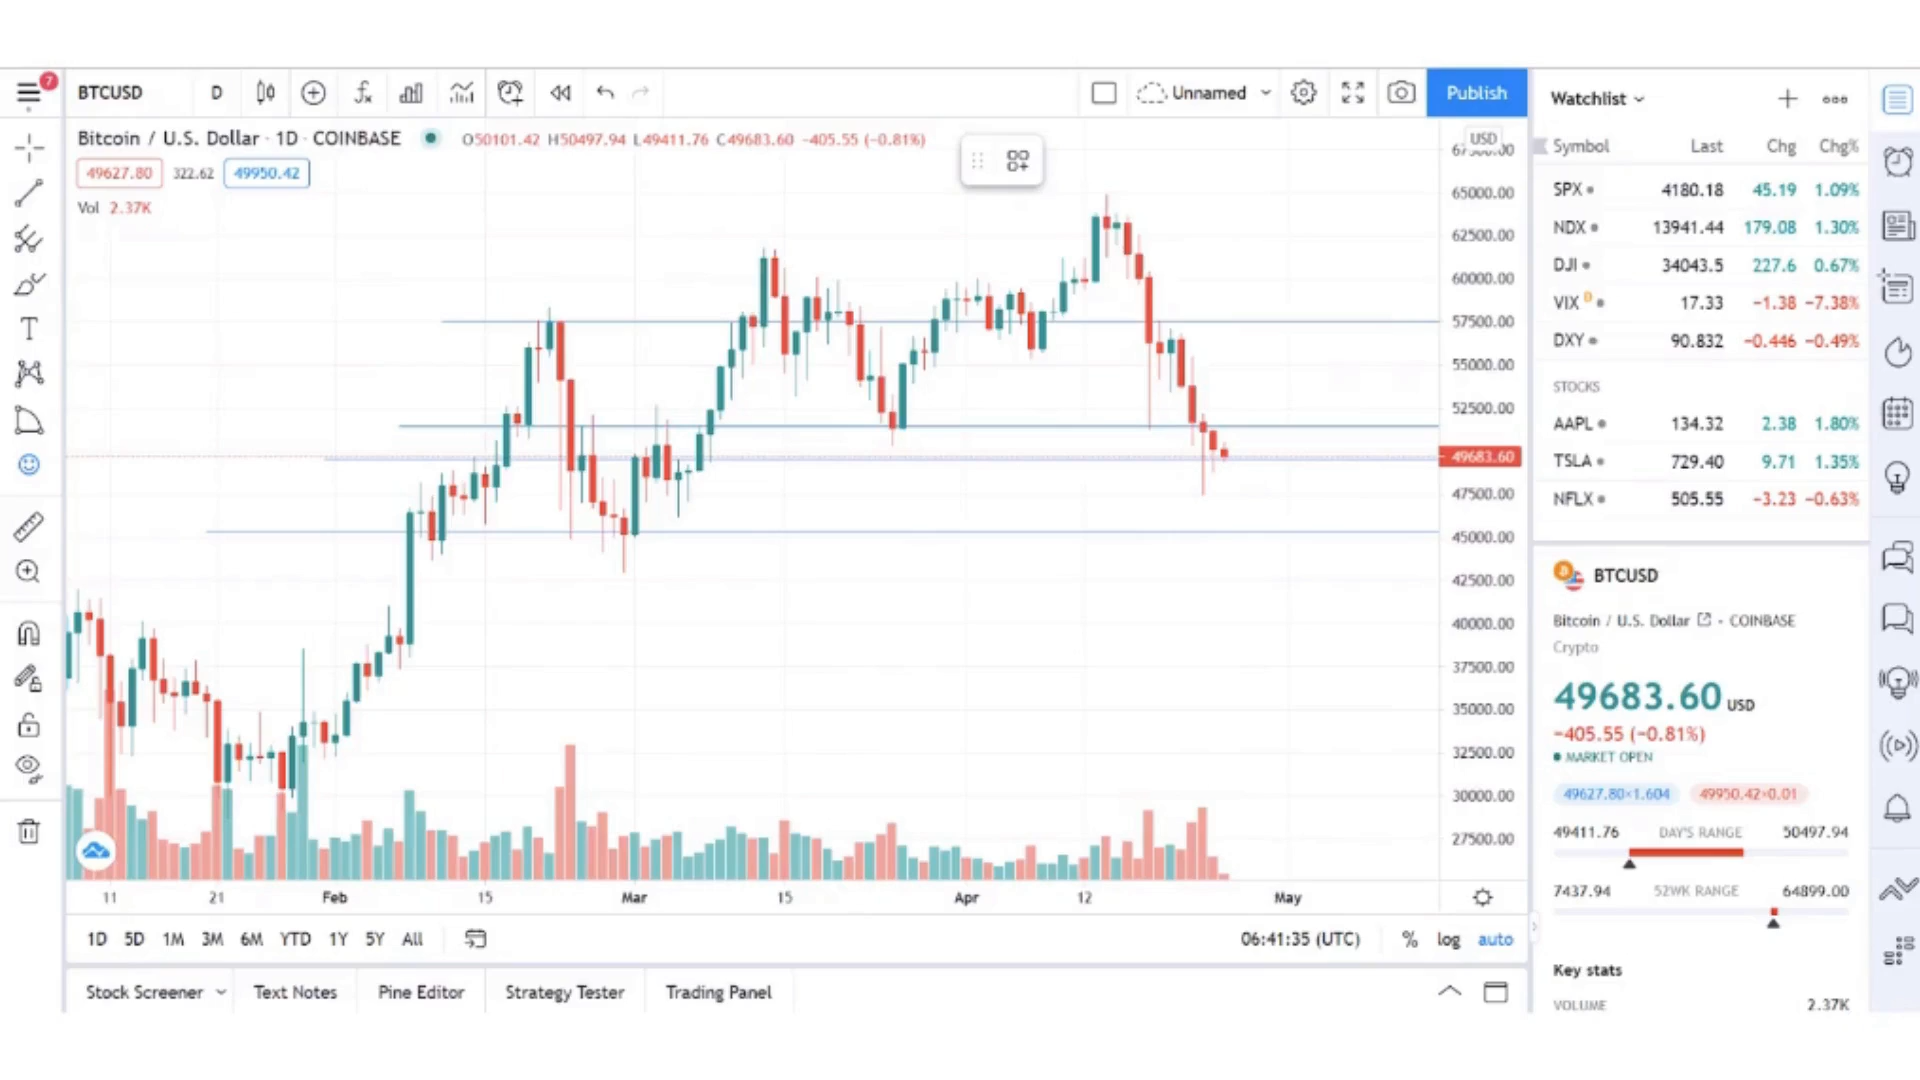 7
BTCUSD D Unnamed Publish
Bitcoin / U.S. Dollar · 1D · COINBASE O50101.42 H50497.94 L49411.76 C49683.60 −405.55 (−0.81%)
49627.80 322.62 49950.42
Vol 2.37K
USD
65000.00
62500.00
60000.00
57500.00
55000.00
52500.00
49683.60
47500.00
45000.00
42500.00
40000.00
37500.00
35000.00
32500.00
30000.00
27500.00
11 21 Feb 15 Mar 15 Apr 12 May
1D 5D 1M 3M 6M YTD 1Y 5Y All 06:41:35 (UTC) % log auto
Stock Screener Text Notes Pine Editor Strategy Tester Trading Panel
Watchlist
Symbol Last Chg Chg%
SPX 4180.18 45.19 1.09%
NDX 13941.44 179.08 1.30%
DJI 34043.5 227.6 0.67%
VIX D 17.33 −1.38 −7.38%
DXY 90.832 −0.446 −0.49%
STOCKS
AAPL 134.32 2.38 1.80%
TSLA 729.40 9.71 1.35%
NFLX 505.55 −3.23 −0.63%
BTCUSD
Bitcoin / U.S. Dollar · COINBASE
Crypto
49683.60 USD
−405.55 (−0.81%)
MARKET OPEN
49627.80×1.604 49950.42×0.01
49411.76 DAY'S RANGE 50497.94
7437.94 52WK RANGE 64899.00
Key stats
VOLUME 2.37K